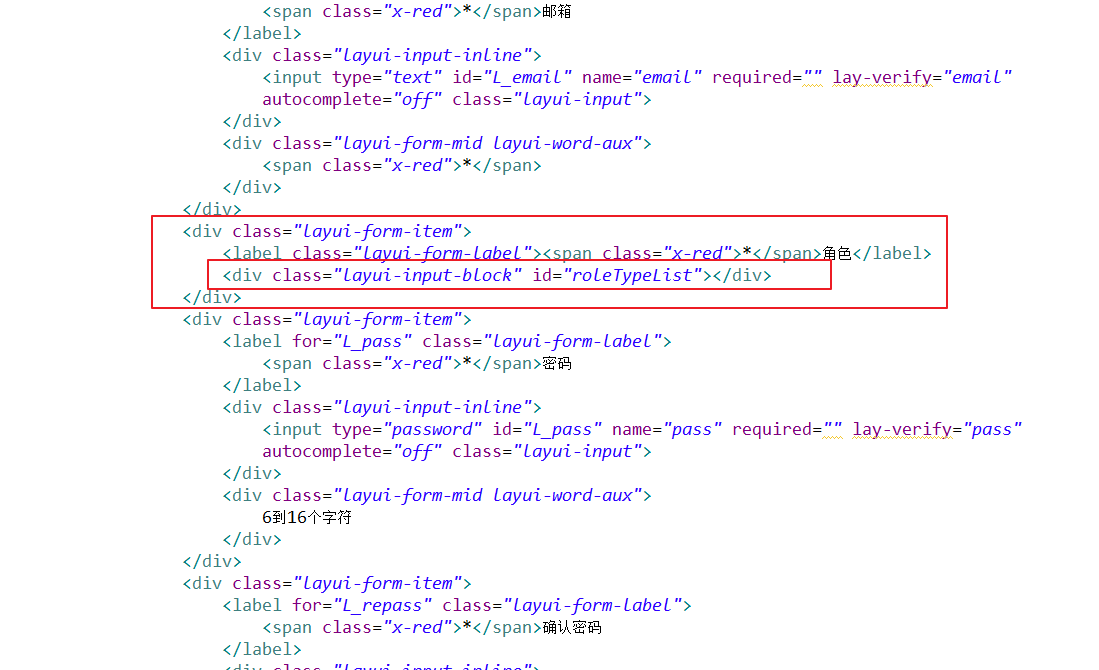 <span class="x-red">*</span>邮箱
</label>
<div class="layui-input-inline">
<input type="text" id="L_email" name="email" required="" lay-verify="email"
autocomplete="off" class="layui-input">
</div>
<div class="layui-form-mid layui-word-aux">
<span class="x-red">*</span>
</div>
</div>
<div class="layui-form-item">
<label class="layui-form-label"><span class="x-red">*</span>角色</label>
<div class="layui-input-block" id="roleTypeList"></div>
</div>
<div class="layui-form-item">
<label for="L_pass" class="layui-form-label">
<span class="x-red">*</span>密码
</label>
<div class="layui-input-inline">
<input type="password" id="L_pass" name="pass" required="" lay-verify="pass"
autocomplete="off" class="layui-input">
</div>
<div class="layui-form-mid layui-word-aux">
6到16个字符
</div>
</div>
<div class="layui-form-item">
<label for="L_repass" class="layui-form-label">
<span class="x-red">*</span>确认密码
</label>
<div class="layui-input-inline">